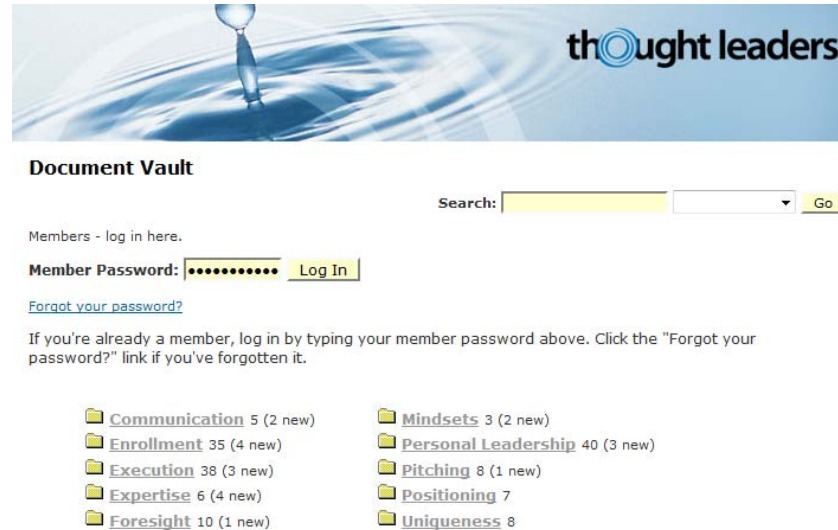 thought leaders
Document Vault
Search: Go
Members - log in here.
Member Password: ●●●●●●●●●●● Log In
Forgot your password?
If you're already a member, log in by typing your member password above. Click the "Forgot your
password?" link if you've forgotten it.
Communication 5 (2 new)
Enrollment 35 (4 new)
Execution 38 (3 new)
Expertise 6 (4 new)
Foresight 10 (1 new)
Mindsets 3 (2 new)
Personal Leadership 40 (3 new)
Pitching 8 (1 new)
Positioning 7
Uniqueness 8